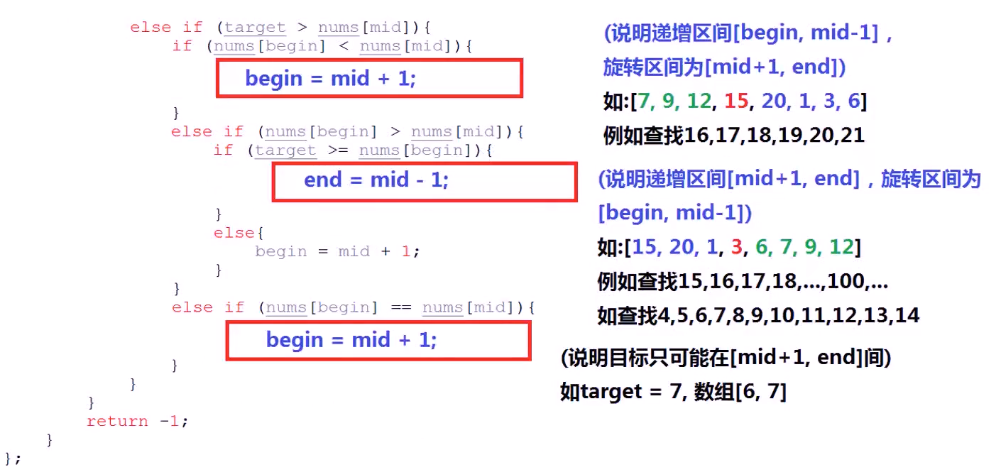 else if (target > nums[mid]){
if (nums[begin] < nums[mid]){
begin = mid + 1;
}
else if (nums[begin] > nums[mid]){
if (target >= nums[begin]){
end = mid - 1;
}
else{
begin = mid + 1;
}
}
else if (nums[begin] == nums[mid]){
begin = mid + 1;
}
}
}
return -1;
}
};
(说明递增区间[begin, mid-1]，
旋转区间为[mid+1, end])
如:[7, 9, 12, 15, 20, 1, 3, 6]
例如查找16,17,18,19,20,21
(说明递增区间[mid+1, end]，旋转区间为
[begin, mid-1])
如:[15, 20, 1, 3, 6, 7, 9, 12]
例如查找15,16,17,18,...,100,...
如查找4,5,6,7,8,9,10,11,12,13,14
(说明目标只可能在[mid+1, end]间)
如target = 7, 数组[6, 7]